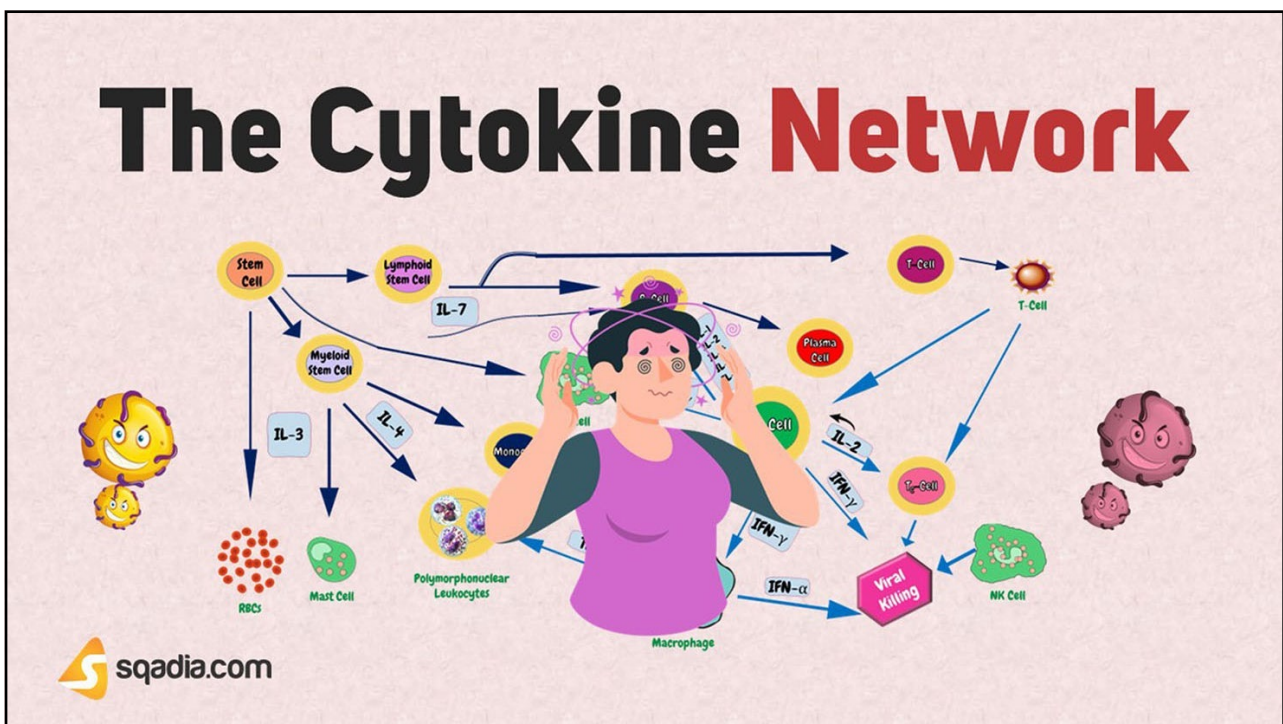 The Cytokine Network
Stem
Cell
Lymphoid
Stem Cell
T-Cell
T-Cell
IL-7
Cell
Plasma
Cell
Myeloid
Stem Cell
IL-3
IL-4
Cell
IL-2
IFN-γ
IFN-γ
Polymorphonuclear
Leukocytes
RBCs
Mast Cell
IFN-α
Viral
Killing
NK Cell
Macrophage
sqadia.com